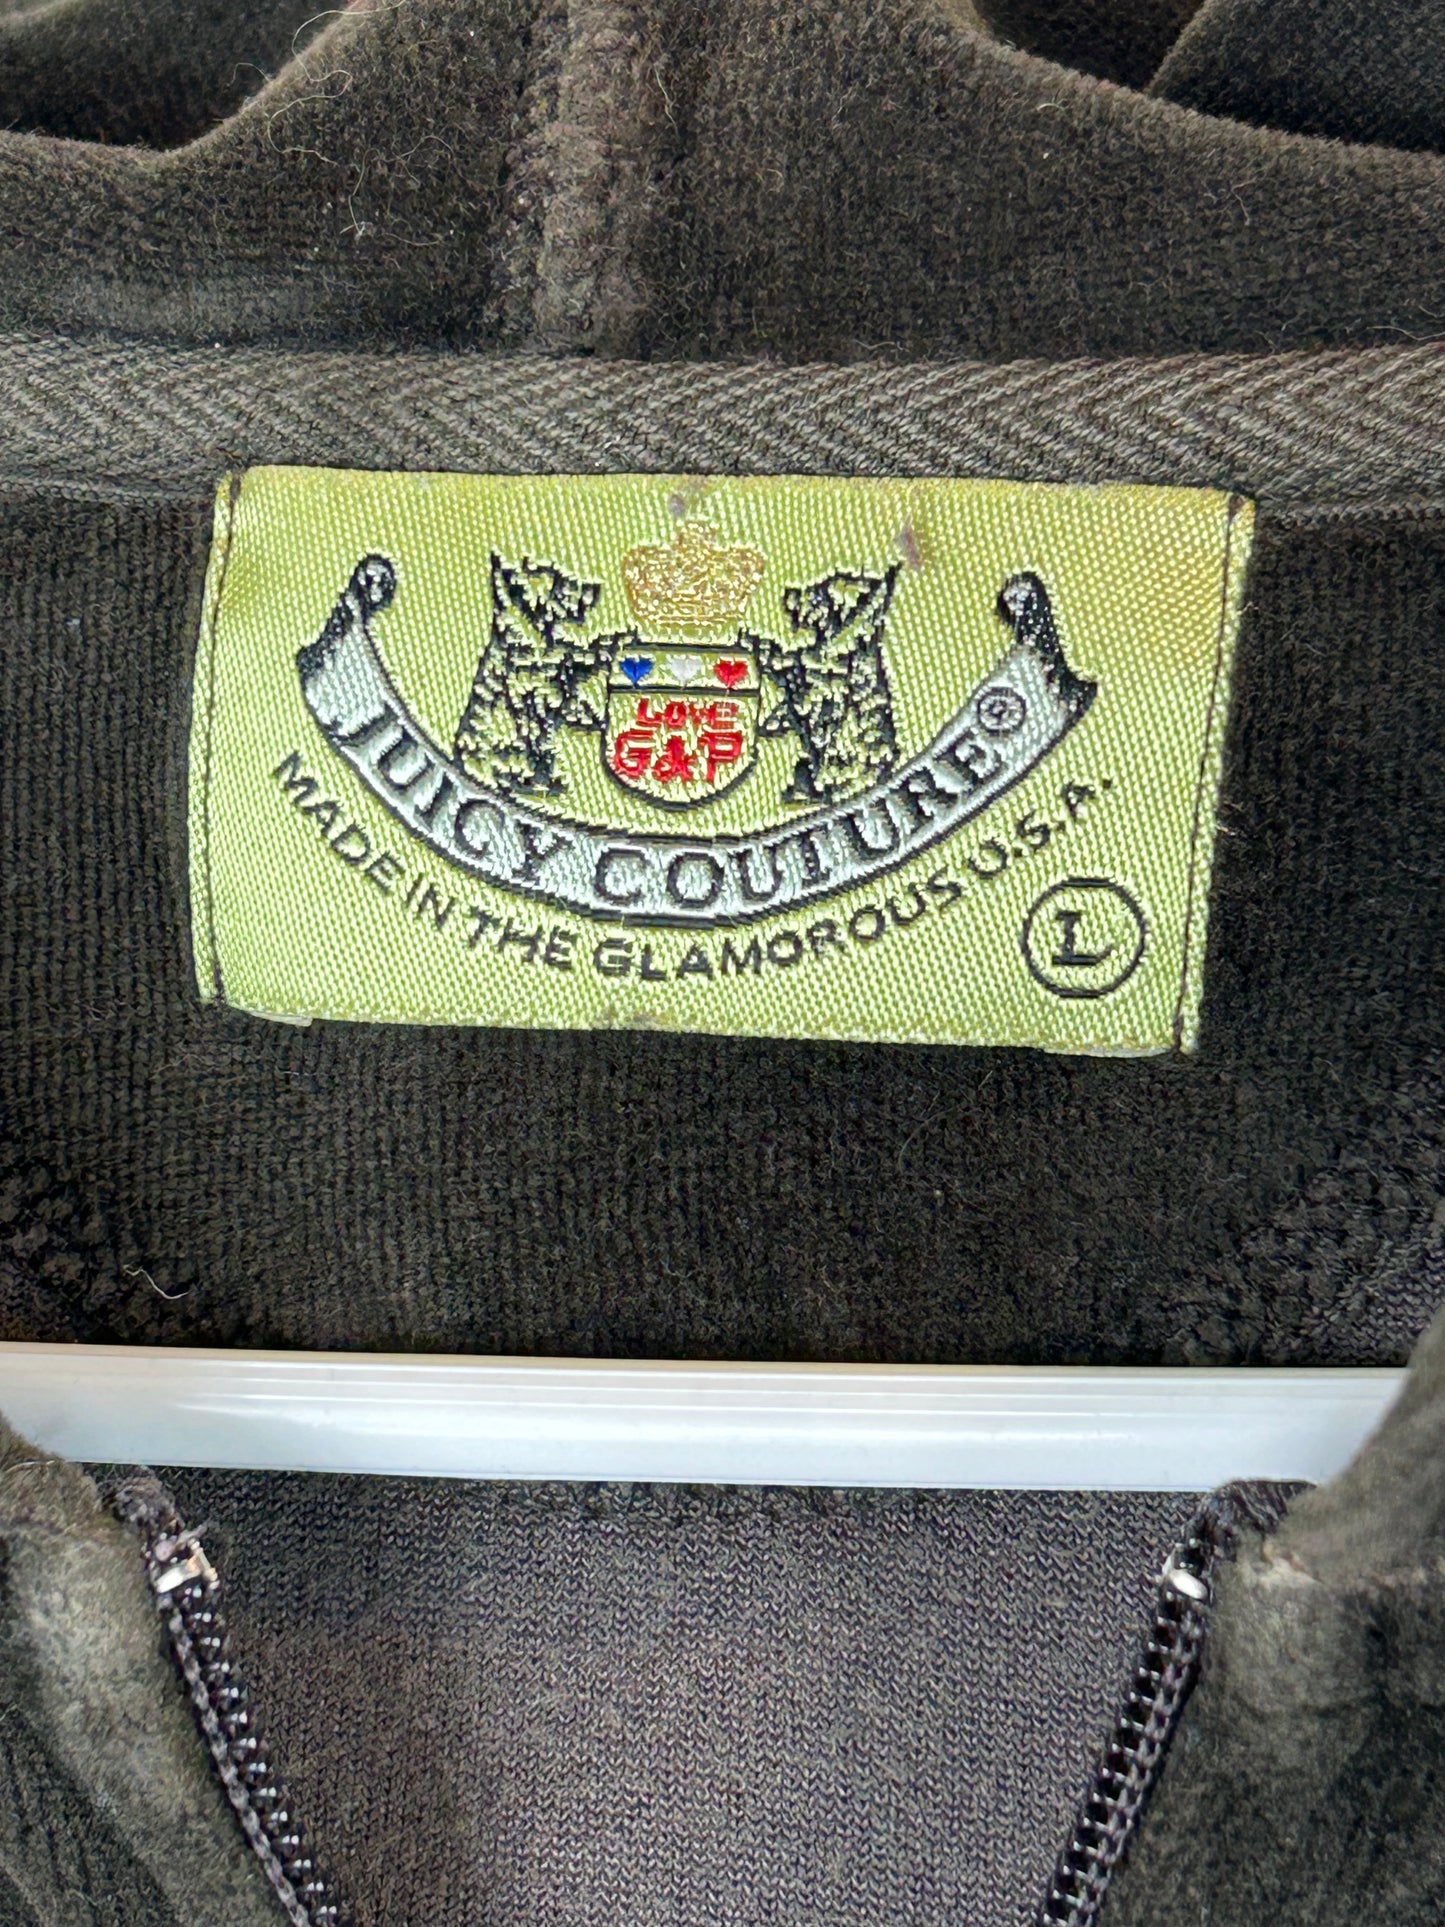 LOVE
G&P
JUICY COUTURE®
MADE IN THE GLAMOROUS U.S.A.
L